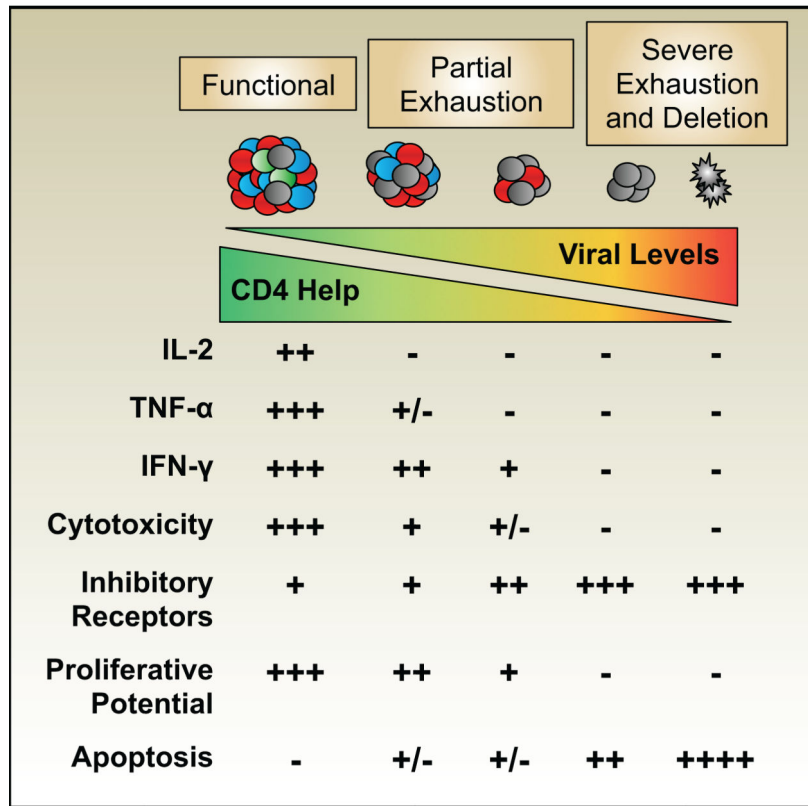 Functional
Partial
Exhaustion
Severe
Exhaustion
and Deletion
Viral Levels
CD4 Help
IL-2 ++ - - - -
TNF-α +++ +/- - - -
IFN-γ +++ ++ + - -
Cytotoxicity +++ + +/- - -
Inhibitory
Receptors + + ++ +++ +++
Proliferative
Potential +++ ++ + - -
Apoptosis - +/- +/- ++ ++++